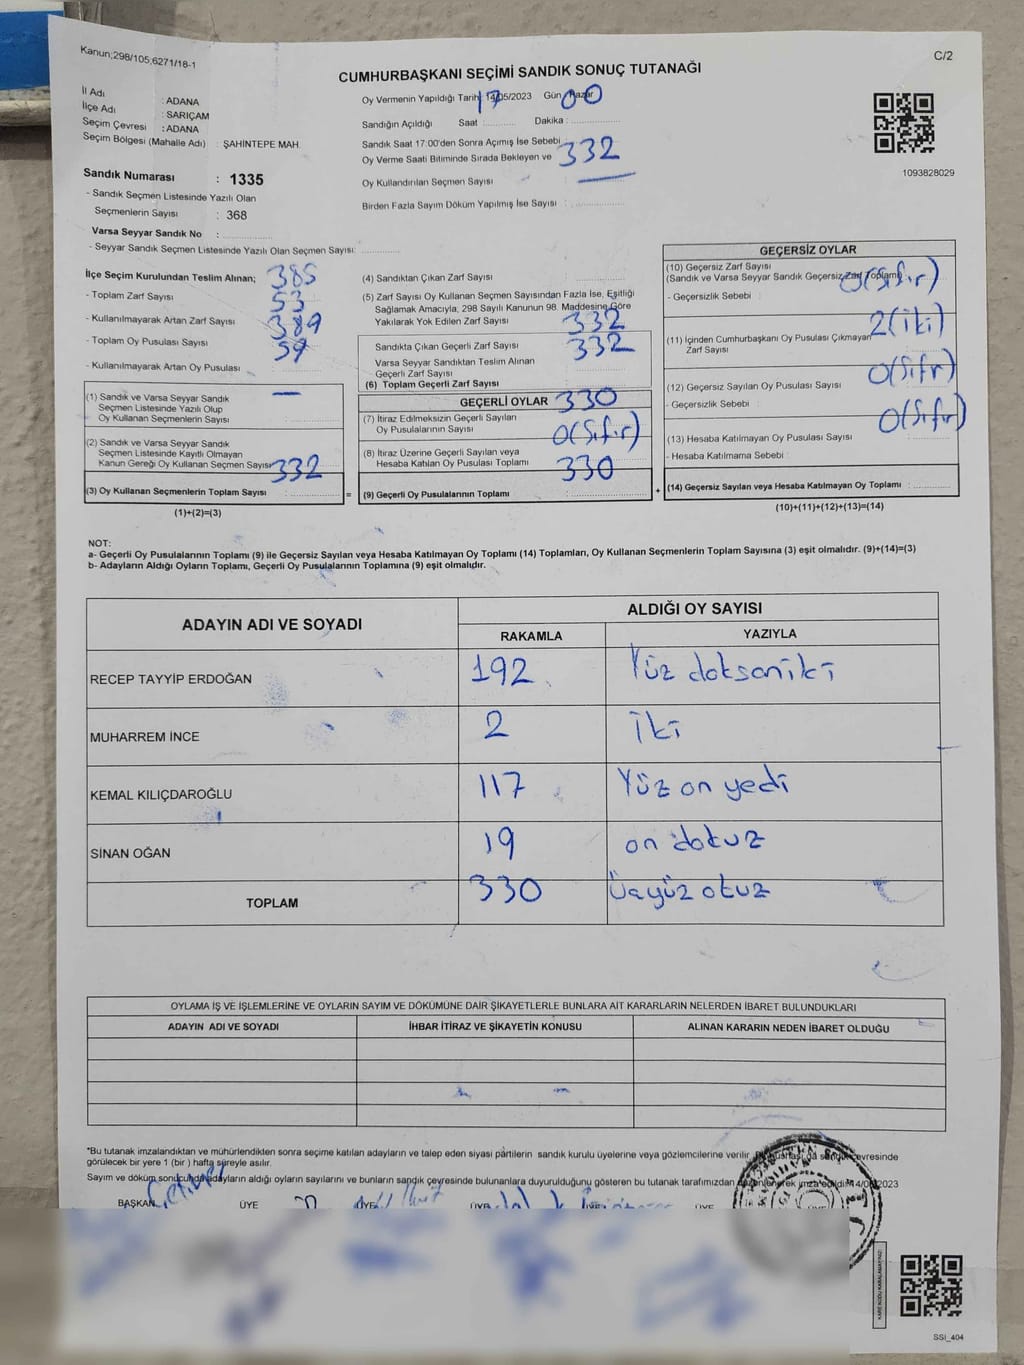 Kanun;298/105;6271/18-1
C/2
CUMHURBAŞKANI SEÇİMİ SANDIK SONUÇ TUTANAĞI
İl Adı : ADANA
İlçe Adı : SARIÇAM
Seçim Çevresi : ADANA
Seçim Bölgesi (Mahalle Adı) : ŞAHİNTEPE MAH.
Sandık Numarası : 1335
- Sandık Seçmen Listesinde Yazılı Olan
Seçmenlerin Sayısı : 368
Varsa Seyyar Sandık No :
- Seyyar Sandık Seçmen Listesinde Yazılı Olan Seçmen Sayısı:
Oy Vermenin Yapıldığı Tarih 14/05/2023 Gün Pazar
Sandığın Açıldığı Saat : 17 Dakika : 00
Sandık Saat 17:00'den Sonra Açımış İse Sebebi
Oy Verme Saati Bitiminde Sırada Bekleyen ve 332
Oy Kullandırılan Seçmen Sayısı :
Birden Fazla Sayım Döküm Yapılmış İse Sayısı :
1093828029
İlçe Seçim Kurulundan Teslim Alınan; 385
- Toplam Zarf Sayısı : 53
- Kullanılmayarak Artan Zarf Sayısı : 389
- Toplam Oy Pusulası Sayısı : 57
- Kullanılmayarak Artan Oy Pusulası :
(1) Sandık ve Varsa Seyyar Sandık —
Seçmen Listesinde Yazılı Olup
Oy Kullanan Seçmenlerin Sayısı
(2) Sandık ve Varsa Seyyar Sandık
Seçmen Listesinde Kayıtlı Olmayan
Kanun Gereği Oy Kullanan Seçmen Sayısı 332
(3) Oy Kullanan Seçmenlerin Toplam Sayısı : =
(1)+(2)=(3)
(4) Sandıktan Çıkan Zarf Sayısı :
(5) Zarf Sayısı Oy Kullanan Seçmen Sayısından Fazla İse, Eşitliği
Sağlamak Amacıyla; 298 Sayılı Kanunun 98. Maddesine Göre
Yakılarak Yok Edilen Zarf Sayısı 332
Sandıkta Çıkan Geçerli Zarf Sayısı : 332
Varsa Seyyar Sandıktan Teslim Alınan
Geçerli Zarf Sayısı :
(6) Toplam Geçerli Zarf Sayısı :
GEÇERLİ OYLAR 330
(7) İtiraz Edilmeksizin Geçerli Sayılan
Oy Pusulalarının Sayısı : 0(Sıfır)
(8) İtiraz Üzerine Geçerli Sayılan veya
Hesaba Katılan Oy Pusulası Toplamı : 330
(9) Geçerli Oy Pusulalarının Toplamı : +
GEÇERSİZ OYLAR
(10) Geçersiz Zarf Sayısı
(Sandık ve Varsa Seyyar Sandık Geçersiz Zarf Toplamı) 0(Sıfır)
- Geçersizlik Sebebi :
(11) İçinden Cumhurbaşkanı Oy Pusulası Çıkmayan 2(iki)
Zarf Sayısı
(12) Geçersiz Sayılan Oy Pusulası Sayısı : 0(Sıfır)
- Geçersizlik Sebebi :
(13) Hesaba Katılmayan Oy Pusulası Sayısı : 0(Sıfır)
- Hesaba Katılmama Sebebi :
(14) Geçersiz Sayılan veya Hesaba Katılmayan Oy Toplamı :
(10)+(11)+(12)+(13)=(14)
NOT:
a- Geçerli Oy Pusulalarının Toplamı (9) ile Geçersiz Sayılan veya Hesaba Katılmayan Oy Toplamı (14) Toplamları, Oy Kullanan Seçmenlerin Toplam Sayısına (3) eşit olmalıdır. (9)+(14)=(3)
b- Adayların Aldığı Oyların Toplamı, Geçerli Oy Pusulalarının Toplamına (9) eşit olmalıdır.
ADAYIN ADI VE SOYADI
ALDIĞI OY SAYISI
RAKAMLA YAZIYLA
RECEP TAYYİP ERDOĞAN 192 Yüz doksaniki
MUHARREM İNCE 2 İki
KEMAL KILIÇDAROĞLU 117 Yüz on yedi
SİNAN OĞAN 19 on dokuz
TOPLAM 330 Üçyüz otuz
OYLAMA İŞ VE İŞLEMLERİNE VE OYLARIN SAYIM VE DÖKÜMÜNE DAİR ŞİKAYETLERLE BUNLARA AİT KARARLARIN NELERDEN İBARET BULUNDUKLARI
ADAYIN ADI VE SOYADI İHBAR İTİRAZ VE ŞİKAYETİN KONUSU ALINAN KARARIN NEDEN İBARET OLDUĞU
*Bu tutanak imzalandıktan ve mühürlendikten sonra seçime katılan adayların ve talep eden siyasi partilerin sandık kurulu üyelerine veya gözlemcilerine verilir. sandık çevresinde
görülecek bir yere 1 (bir ) hafta süreyle asılır.
Sayım ve döküm sonucunda adayların aldığı oyların sayılarını ve bunların sandık çevresinde bulunanlara duyurulduğunu gösteren bu tutanak tarafımızdan düzenlenerek imza edildi.14/05/2023
BAŞKAN ÜYE ÜYE ÜYE ÜYE
KARE KODU KARALAMAYINIZ!
SSİ_404